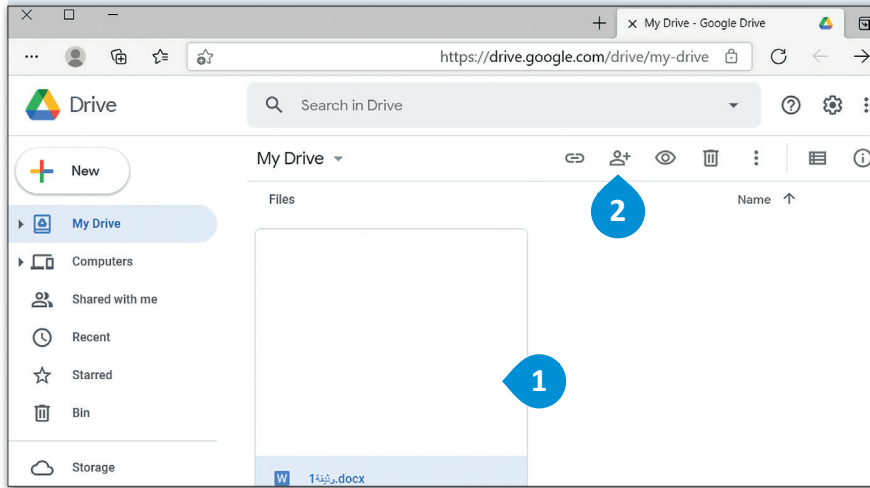 My Drive - Google Drive
https://drive.google.com/drive/my-drive
Drive
Search in Drive
New
My Drive
2
Files
Name
My Drive
Computers
Shared with me
Recent
Starred
1
Bin
Storage
W
وثيقة1.docx